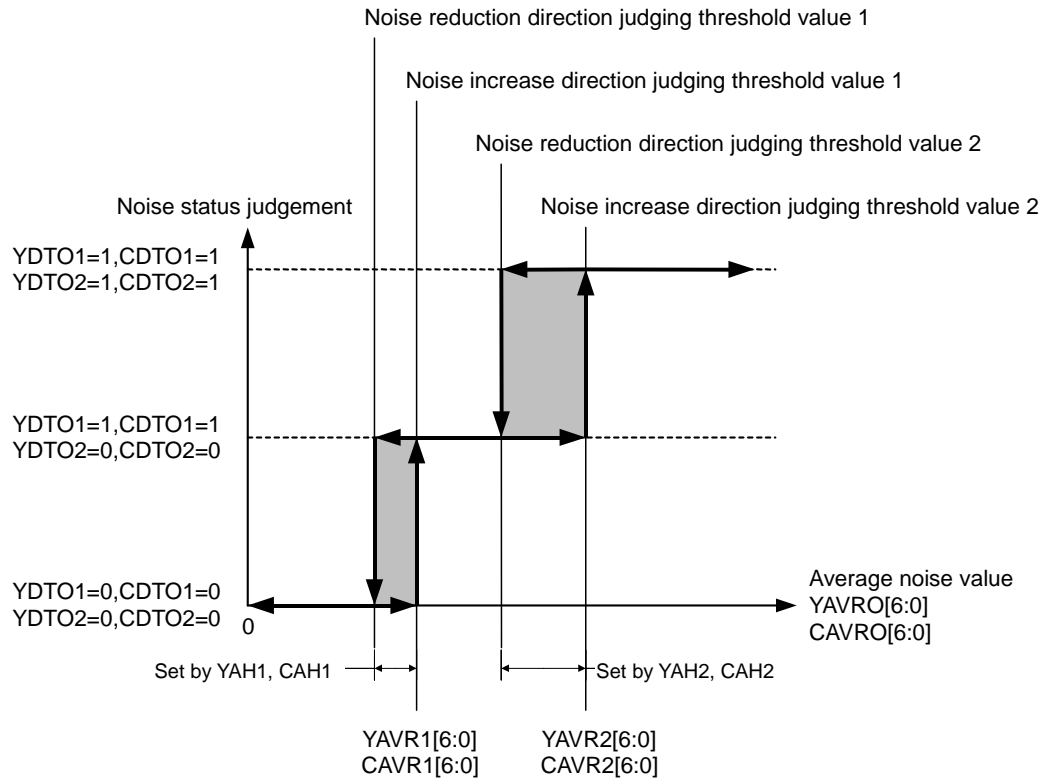 Noise reduction direction judging threshold value 1
Noise increase direction judging threshold value 1
Noise reduction direction judging threshold value 2
Noise status judgement
Noise increase direction judging threshold value 2
YDTO1=1,CDTO1=1
YDTO2=1,CDTO2=1
YDTO1=1,CDTO1=1
YDTO2=0,CDTO2=0
YDTO1=0,CDTO1=0
YDTO2=0,CDTO2=0
0
Average noise value
YAVRO[6:0]
CAVRO[6:0]
Set by YAH1, CAH1
Set by YAH2, CAH2
YAVR1[6:0]
CAVR1[6:0]
YAVR2[6:0]
CAVR2[6:0]